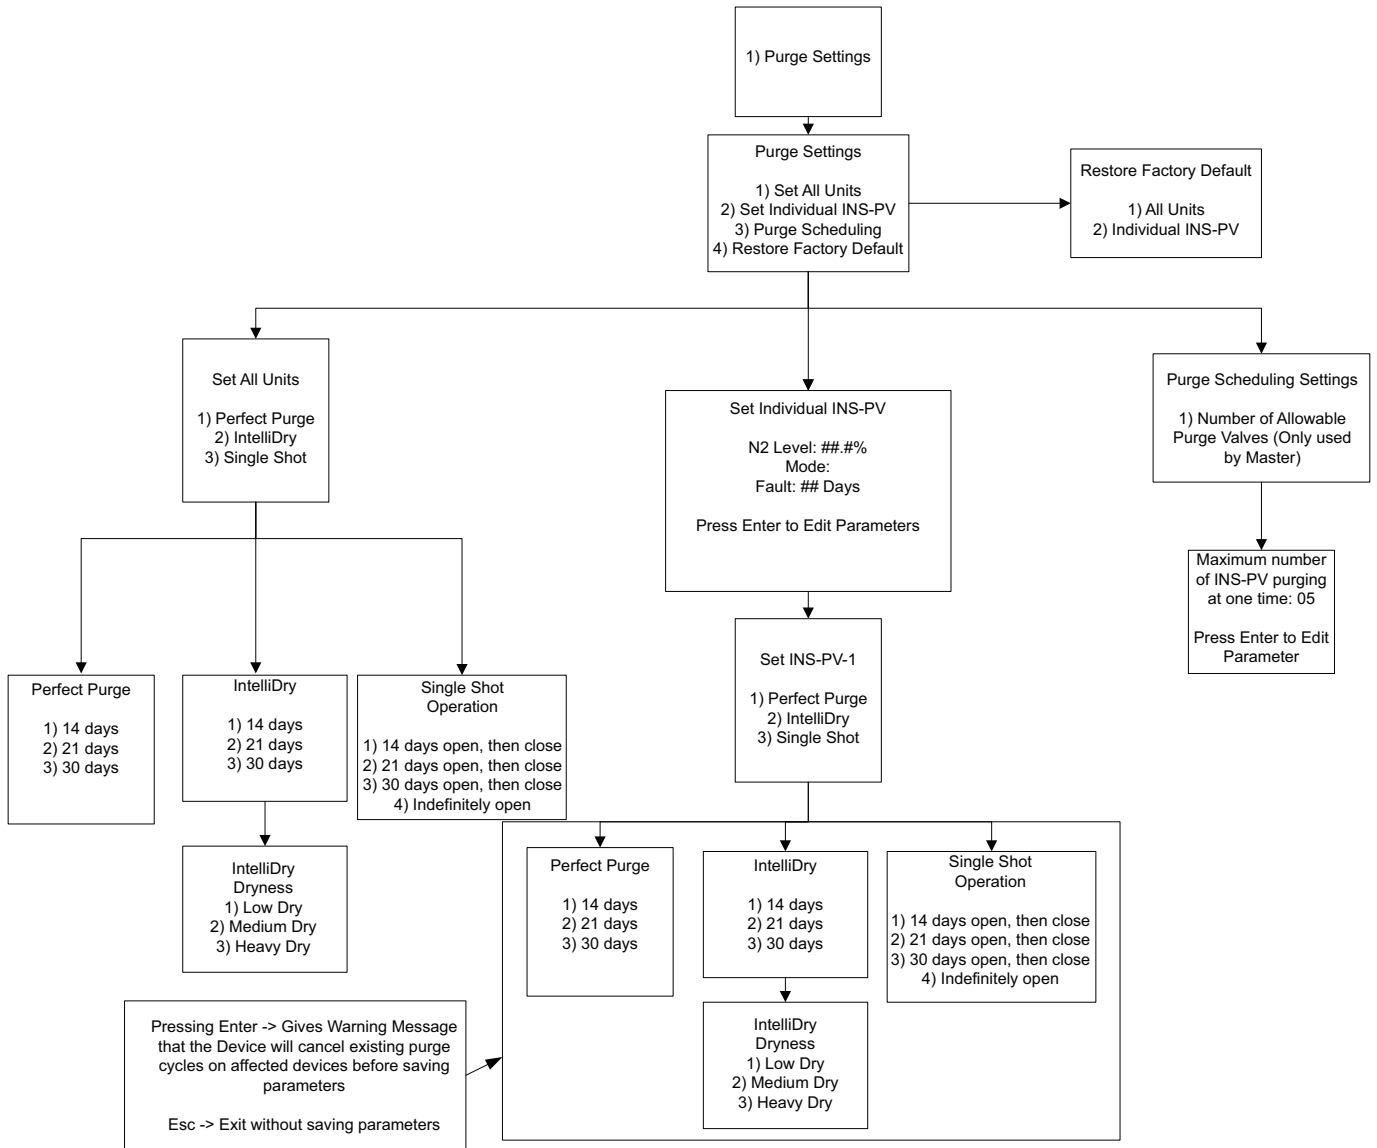 1) Purge Settings
Purge Settings
1) Set All Units
2) Set Individual INS-PV
3) Purge Scheduling
4) Restore Factory Default
Restore Factory Default
1) All Units
2) Individual INS-PV
Set All Units
1) Perfect Purge
2) IntelliDry
3) Single Shot
Set Individual INS-PV
N2 Level: ##.#%
Mode:
Fault: ## Days
Press Enter to Edit Parameters
Purge Scheduling Settings
1) Number of Allowable
Purge Valves (Only used
by Master)
Maximum number
of INS-PV purging
at one time: 05
Press Enter to Edit
Parameter
Set INS-PV-1
1) Perfect Purge
2) IntelliDry
3) Single Shot
Perfect Purge
1) 14 days
2) 21 days
3) 30 days
IntelliDry
1) 14 days
2) 21 days
3) 30 days
Single Shot
Operation
1) 14 days open, then close
2) 21 days open, then close
3) 30 days open, then close
4) Indefinitely open
IntelliDry
Dryness
1) Low Dry
2) Medium Dry
3) Heavy Dry
Perfect Purge
1) 14 days
2) 21 days
3) 30 days
IntelliDry
1) 14 days
2) 21 days
3) 30 days
Single Shot
Operation
1) 14 days open, then close
2) 21 days open, then close
3) 30 days open, then close
4) Indefinitely open
IntelliDry
Dryness
1) Low Dry
2) Medium Dry
3) Heavy Dry
Pressing Enter -> Gives Warning Message
that the Device will cancel existing purge
cycles on affected devices before saving
parameters
Esc -> Exit without saving parameters